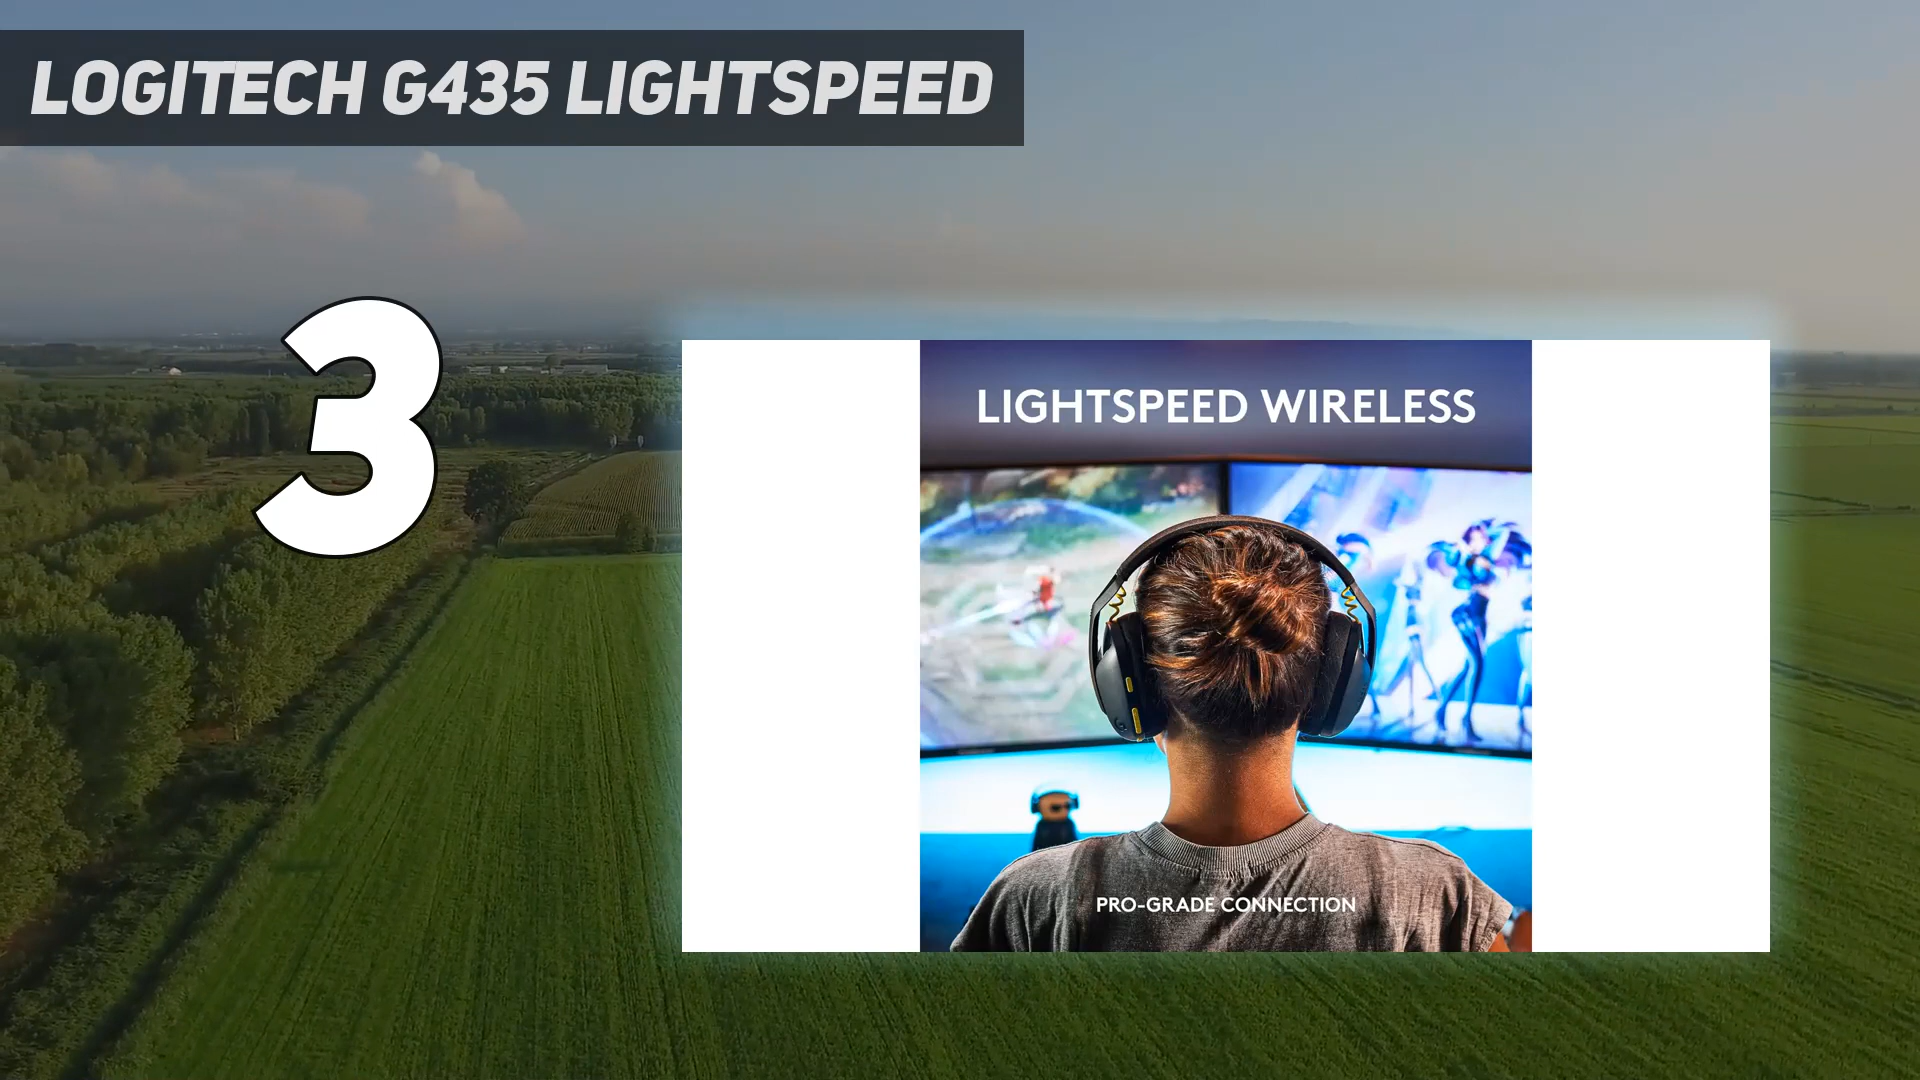 LOGITECH G435 LIGHTSPEED
3
LIGHTSPEED WIRELESS
PRO-GRADE CONNECTION